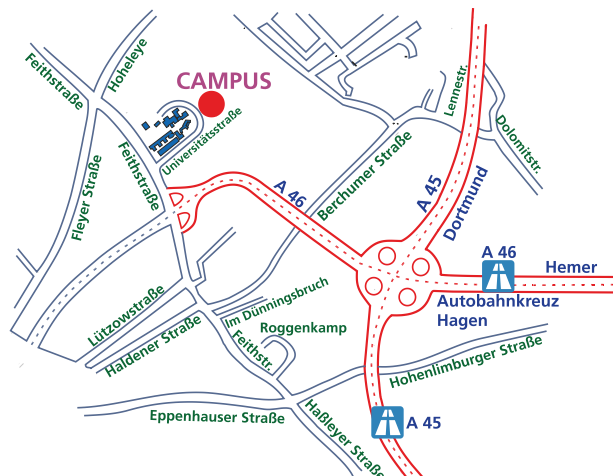 Feithstraße
Hoheleye
CAMPUS
Universitätsstraße
Feithstraße
Fleyer Straße
Lennestr.
Dolomitstr.
Berchumer Straße
A 46
A 45
Dortmund
A 46
Hemer
Autobahnkreuz
Hagen
Lützowstraße
Haldener Straße
Im Dünningsbruch
Feithstr.
Roggenkamp
Hohenlimburger Straße
Eppenhauser Straße
Haßleyer Straße
A 45